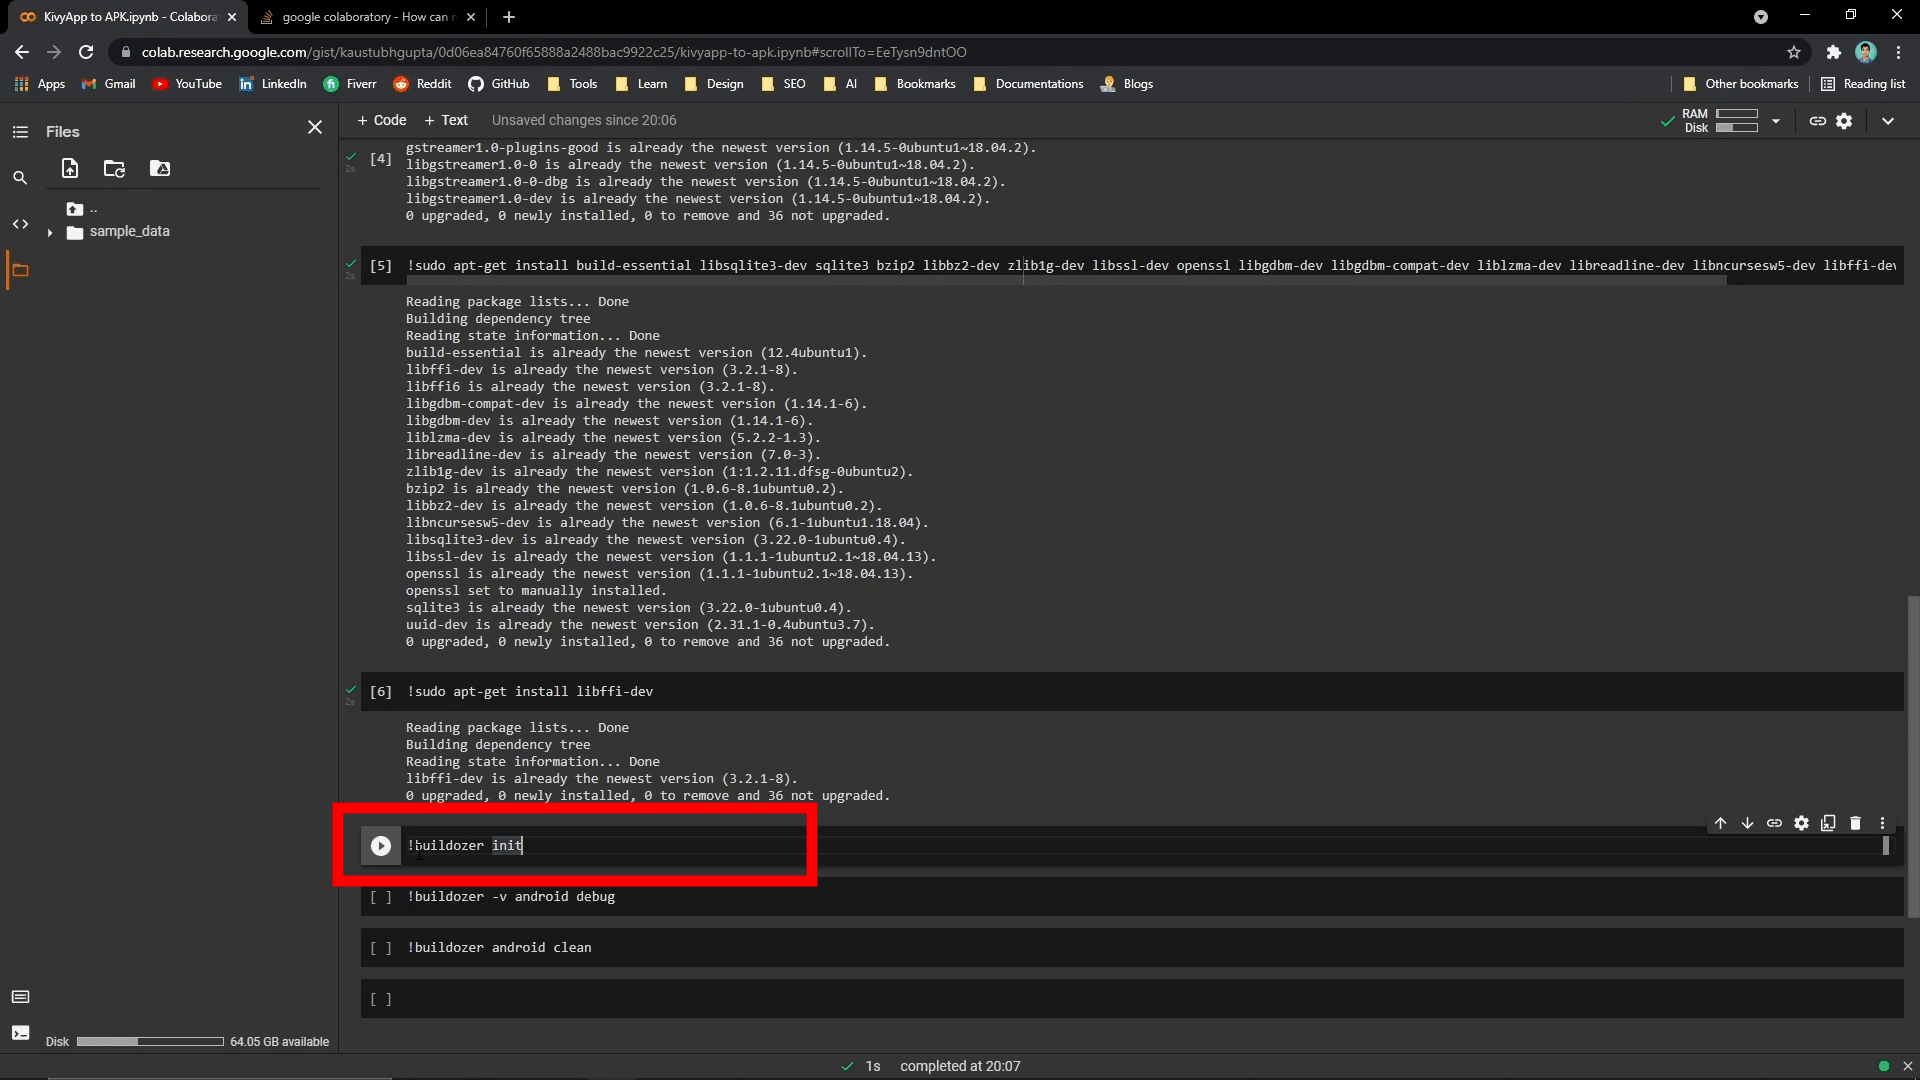 KivyApp to APK.ipynb - Colabora
google colaboratory - How can r
colab.research.google.com/gist/kaustubhgupta/0d06ea84760f65888a2488bac9922c25/kivyapp-to-apk.ipynb#scrollTo=EeTysn9dntOO
Apps Gmail YouTube LinkedIn Fiverr Reddit GitHub Tools Learn Design SEO AI Bookmarks Documentations Blogs Other bookmarks Reading list
Files
+ Code + Text Unsaved changes since 20:06
RAM
Disk
..
sample_data
gstreamer1.0-plugins-good is already the newest version (1.14.5-0ubuntu1~18.04.2).
[4] libgstreamer1.0-0 is already the newest version (1.14.5-0ubuntu1~18.04.2).
2s
libgstreamer1.0-0-dbg is already the newest version (1.14.5-0ubuntu1~18.04.2).
libgstreamer1.0-dev is already the newest version (1.14.5-0ubuntu1~18.04.2).
0 upgraded, 0 newly installed, 0 to remove and 36 not upgraded.
[5] !sudo apt-get install build-essential libsqlite3-dev sqlite3 bzip2 libbz2-dev zlib1g-dev libssl-dev openssl libgdbm-dev libgdbm-compat-dev liblzma-dev libreadline-dev libncursesw5-dev libffi-dev
2s
Reading package lists... Done
Building dependency tree
Reading state information... Done
build-essential is already the newest version (12.4ubuntu1).
libffi-dev is already the newest version (3.2.1-8).
libffi6 is already the newest version (3.2.1-8).
libgdbm-compat-dev is already the newest version (1.14.1-6).
libgdbm-dev is already the newest version (1.14.1-6).
liblzma-dev is already the newest version (5.2.2-1.3).
libreadline-dev is already the newest version (7.0-3).
zlib1g-dev is already the newest version (1:1.2.11.dfsg-0ubuntu2).
bzip2 is already the newest version (1.0.6-8.1ubuntu0.2).
libbz2-dev is already the newest version (1.0.6-8.1ubuntu0.2).
libncursesw5-dev is already the newest version (6.1-1ubuntu1.18.04).
libsqlite3-dev is already the newest version (3.22.0-1ubuntu0.4).
libssl-dev is already the newest version (1.1.1-1ubuntu2.1~18.04.13).
openssl is already the newest version (1.1.1-1ubuntu2.1~18.04.13).
openssl set to manually installed.
sqlite3 is already the newest version (3.22.0-1ubuntu0.4).
uuid-dev is already the newest version (2.31.1-0.4ubuntu3.7).
0 upgraded, 0 newly installed, 0 to remove and 36 not upgraded.
[6] !sudo apt-get install libffi-dev
2s
Reading package lists... Done
Building dependency tree
Reading state information... Done
libffi-dev is already the newest version (3.2.1-8).
0 upgraded, 0 newly installed, 0 to remove and 36 not upgraded.
!buildozer init
[ ] !buildozer -v android debug
[ ] !buildozer android clean
[ ]
Disk 64.05 GB available
1s completed at 20:07